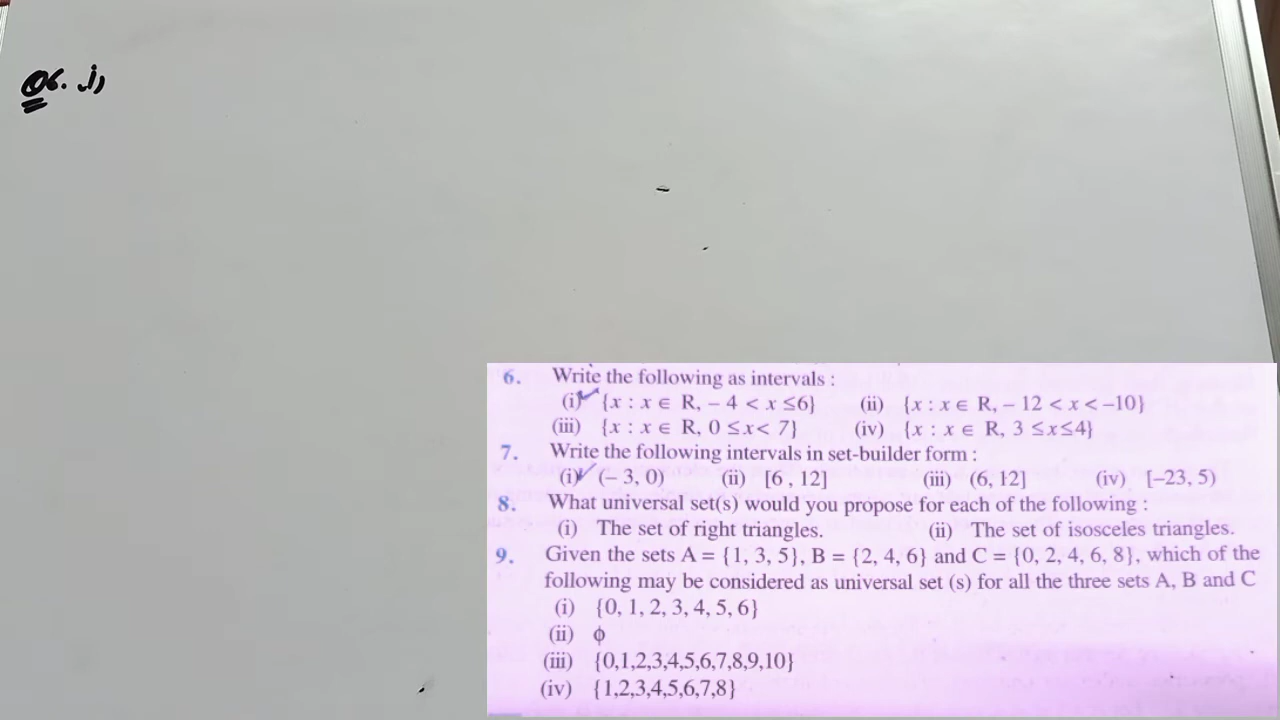 Q6. i)
6. Write the following as intervals :
(i) {x : x ∈ R, – 4 < x ≤6} (ii) {x : x ∈ R, – 12 < x < –10}
(iii) {x : x ∈ R, 0 ≤x< 7} (iv) {x : x ∈ R, 3 ≤x≤4}
7. Write the following intervals in set-builder form :
(i) (– 3, 0) (ii) [6 , 12] (iii) (6, 12] (iv) [–23, 5)
8. What universal set(s) would you propose for each of the following :
(i) The set of right triangles. (ii) The set of isosceles triangles.
9. Given the sets A = {1, 3, 5}, B = {2, 4, 6} and C = {0, 2, 4, 6, 8}, which of the
following may be considered as universal set (s) for all the three sets A, B and C
(i) {0, 1, 2, 3, 4, 5, 6}
(ii) ϕ
(iii) {0,1,2,3,4,5,6,7,8,9,10}
(iv) {1,2,3,4,5,6,7,8}